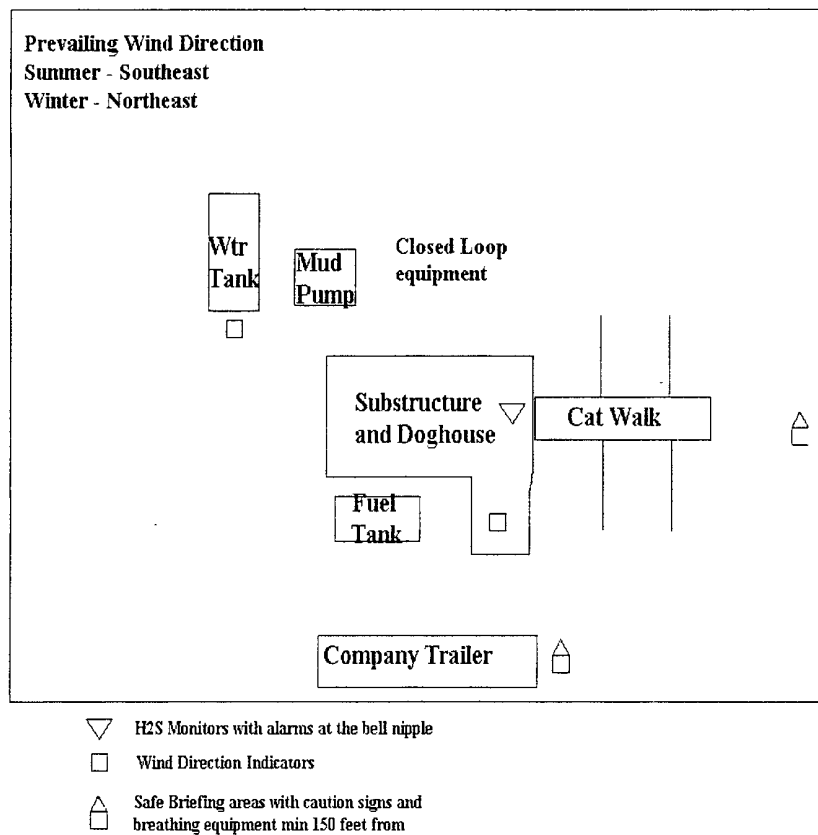 Prevailing Wind Direction
Summer - Southeast
Winter - Northeast
Wtr
Tank
Mud
Pump
Closed Loop
equipment
Substructure
and Doghouse
Cat Walk
Fuel
Tank
Company Trailer
H2S Monitors with alarms at the bell nipple
Wind Direction Indicators
Safe Briefing areas with caution signs and
breathing equipment min 150 feet from